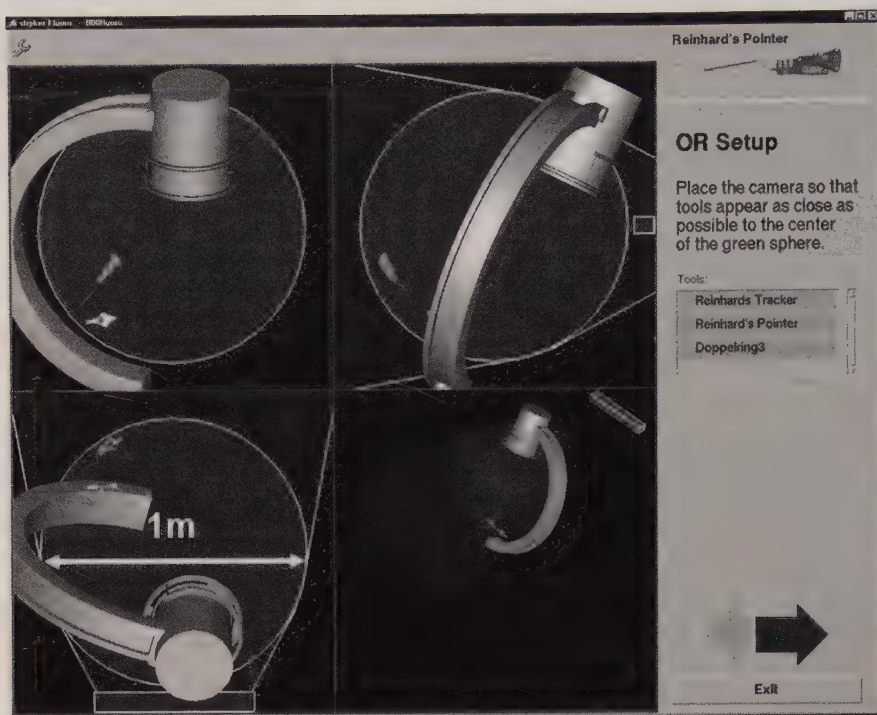 Reinhard's Pointer
OR Setup
Place the camera so that
tools appear as close as
possible to the center
of the green sphere.
Tools:
Reinhards Tracker
Reinhard's Pointer
Doppelring3
1m
Exit